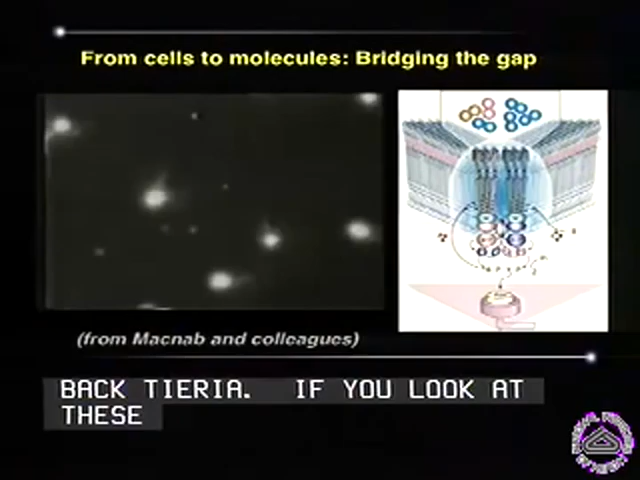 From cells to molecules: Bridging the gap
(from Macnab and colleagues)
BACK TIERIA. IF YOU LOOK AT
THESE